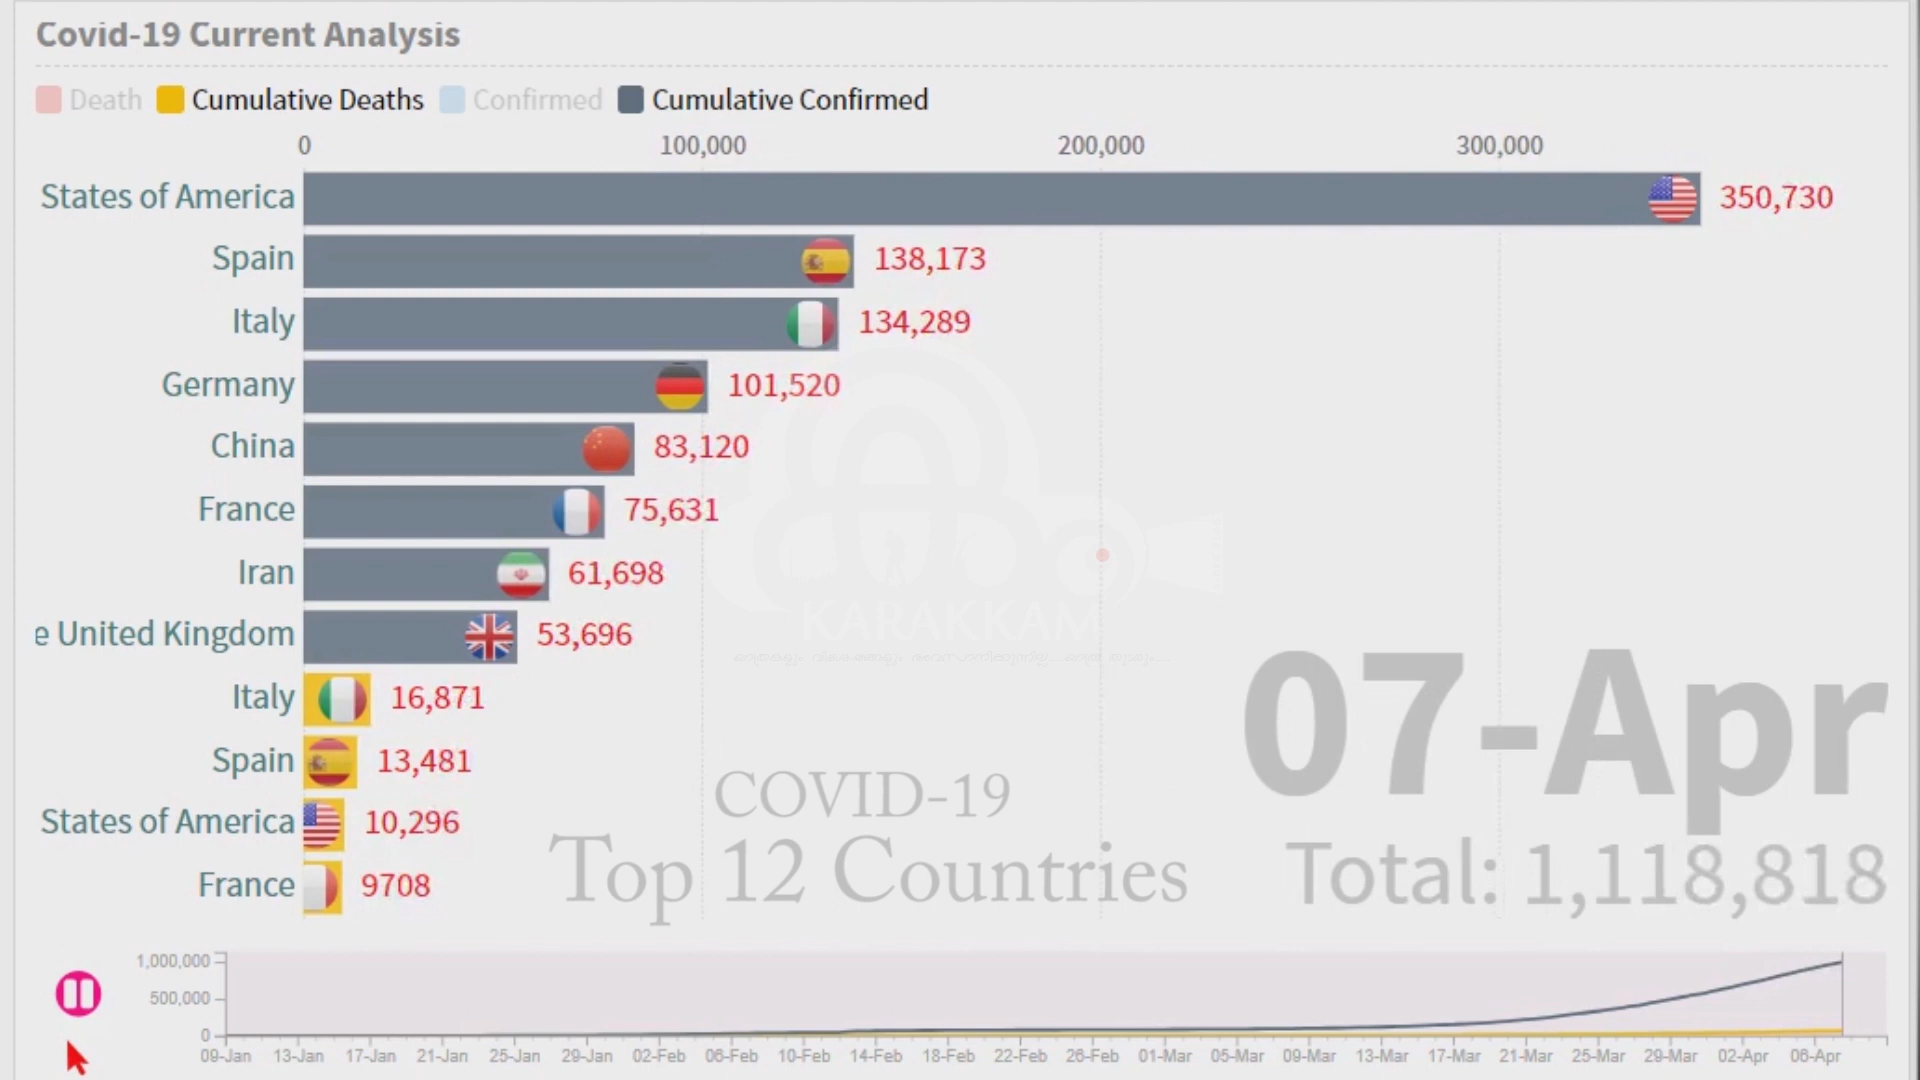 Covid-19 Current Analysis
Death Cumulative Deaths Confirmed Cumulative Confirmed
0 100,000 200,000 300,000
States of America 350,730
Spain 138,173
Italy 134,289
Germany 101,520
China 83,120
France 75,631
Iran 61,698
e United Kingdom 53,696
KARAKKAM
Italy 16,871
Spain 13,481
States of America 10,296
France 9708
07-Apr
Total: 1,118,818
COVID-19
Top 12 Countries
1,000,000
500,000
0
09-Jan 13-Jan 17-Jan 21-Jan 25-Jan 29-Jan 02-Feb 06-Feb 10-Feb 14-Feb 18-Feb 22-Feb 26-Feb 01-Mar 05-Mar 09-Mar 13-Mar 17-Mar 21-Mar 25-Mar 29-Mar 02-Apr 06-Apr